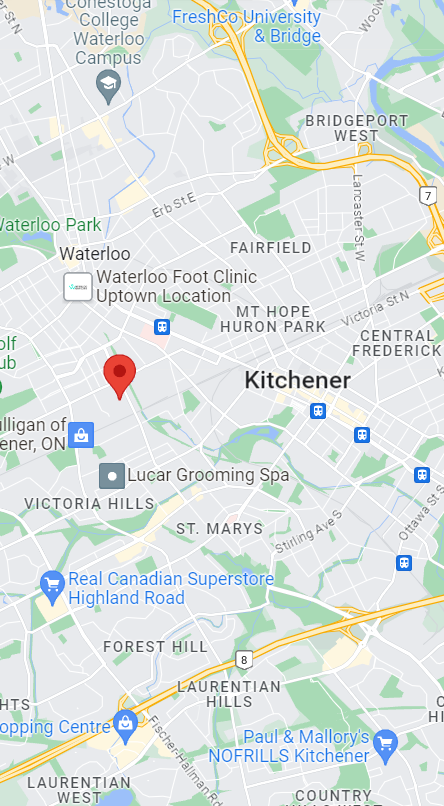 Conestoga
College
Waterloo
Campus
FreshCo University
& Bridge
BRIDGEPORT
WEST
W
Erb St E
Lancaster St W
7
Waterloo Park
Waterloo
FAIRFIELD
Waterloo Foot Clinic
Uptown Location
MT HOPE
HURON PARK
Victoria St N
CENTRAL
FREDERICK
olf
ub
Kitchener
ulligan of
ener, ON
Lucar Grooming Spa
VICTORIA HILLS
ST. MARYS
Stirling Ave S
Ottawa St S
Real Canadian Superstore
Highland Road
FOREST HILL
8
LAURENTIAN
HILLS
HTS
opping Centre
Fischer-Hallman Rd
Paul & Mallory's
NOFRILLS Kitchener
LAURENTIAN
WEST
COUNTRY